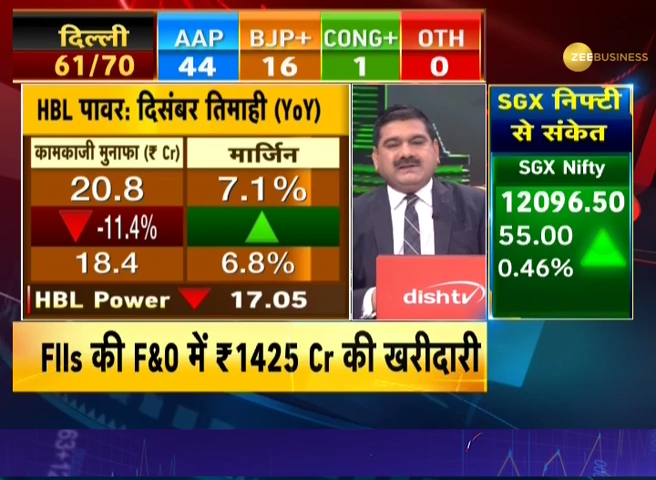 दिल्ली AAP BJP+ CONG+ OTH
61/70 44 16 1 0
ZEE BUSINESS
HBL पावर: दिसंबर तिमाही (YoY)
कामकाजी मुनाफा (₹ Cr) मार्जिन
20.8 7.1%
-11.4%
18.4 6.8%
HBL Power 17.05
dishtv
SGX निफ्टी
से संकेत
SGX Nifty
12096.50
55.00
0.46%
FIIs की F&O में ₹1425 Cr की खरीदारी